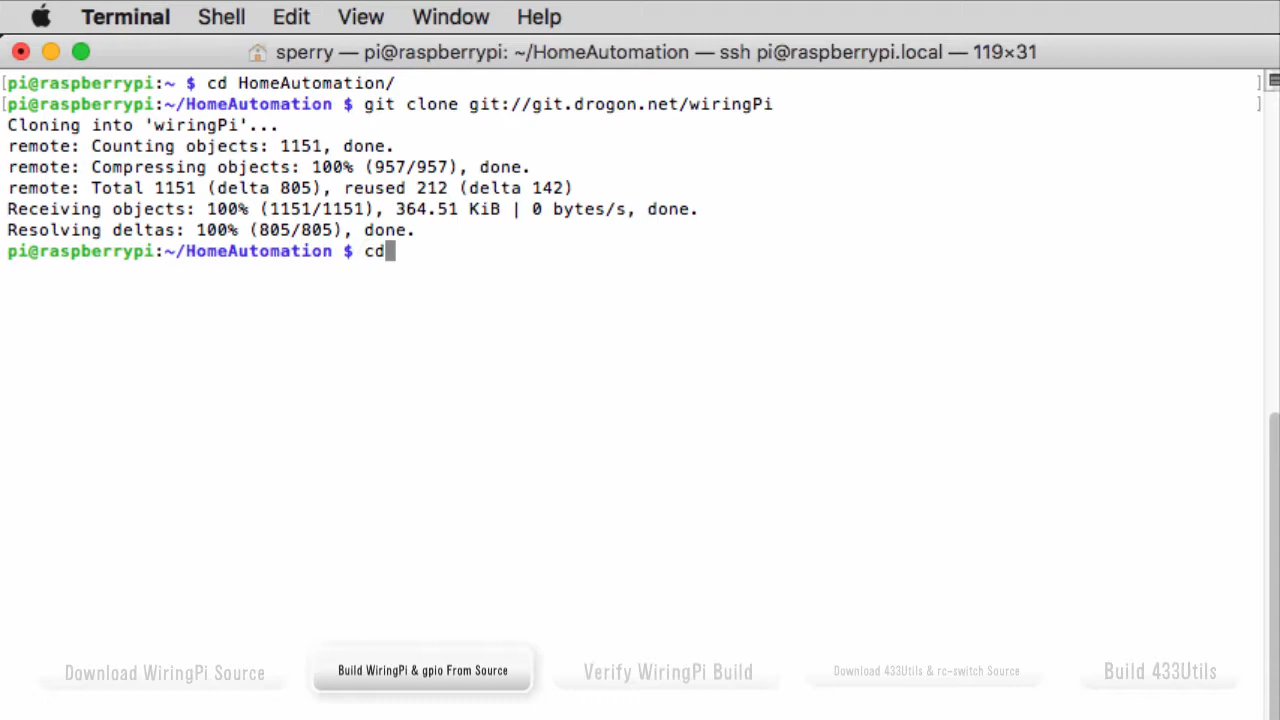 Terminal Shell Edit View Window Help
sperry — pi@raspberrypi: ~/HomeAutomation — ssh pi@raspberrypi.local — 119×31
[pi@raspberrypi:~ $ cd HomeAutomation/ ]
[pi@raspberrypi:~/HomeAutomation $ git clone git://git.drogon.net/wiringPi ]
Cloning into 'wiringPi'...
remote: Counting objects: 1151, done.
remote: Compressing objects: 100% (957/957), done.
remote: Total 1151 (delta 805), reused 212 (delta 142)
Receiving objects: 100% (1151/1151), 364.51 KiB | 0 bytes/s, done.
Resolving deltas: 100% (805/805), done.
pi@raspberrypi:~/HomeAutomation $ cd
Download WiringPi Source Build WiringPi & gpio From Source Verify WiringPi Build Download 433Utils & rc-switch Source Build 433Utils